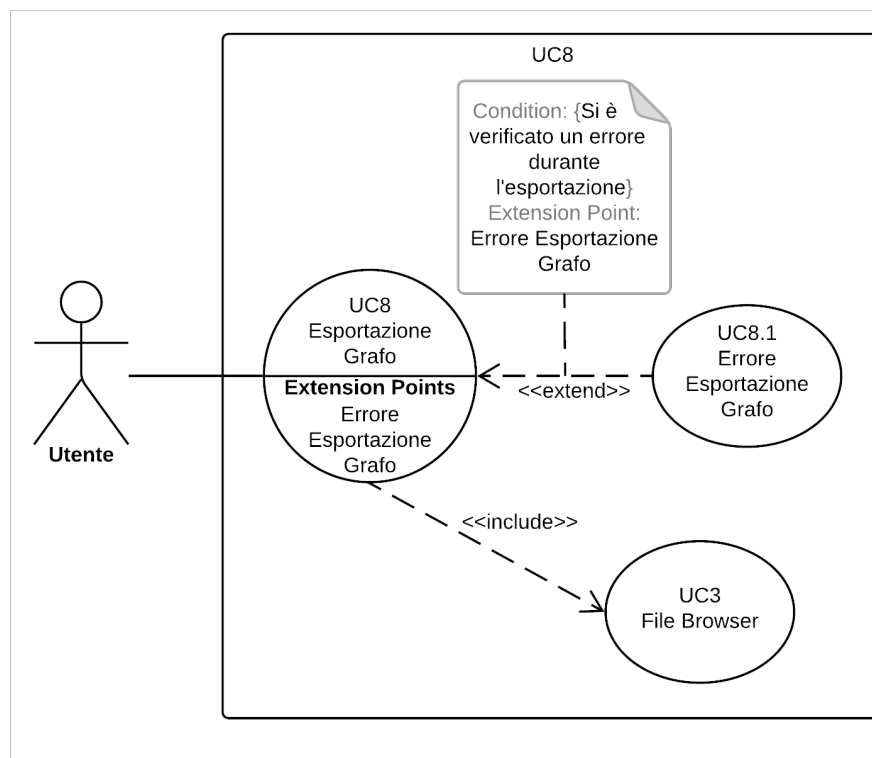 UC8
Condition: {Si è
verificato un errore
durante
l'esportazione}
Extension Point:
Errore Esportazione
Grafo
UC8
Esportazione
Grafo
Extension Points
Errore
Esportazione
Grafo
<<extend>>
UC8.1
Errore
Esportazione
Grafo
Utente
<<include>>
UC3
File Browser